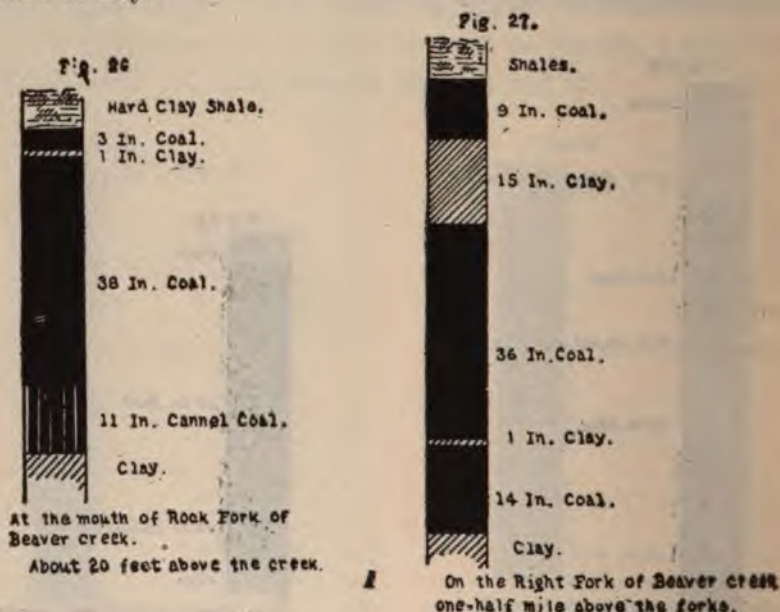 Fig. 26
Hard Clay Shale.
3 In. Coal.
1 In. Clay.
38 In. Coal.
11 In. Cannel Coal.
Clay.
At the mouth of Rock Fork of
Beaver creek.
About 20 feet above the creek.
Fig. 27.
Shales.
9 In. Coal.
15 In. Clay.
36 In. Coal.
1 In. Clay.
14 In. Coal.
Clay.
On the Right Fork of Beaver creek
one-half mile above the forks.